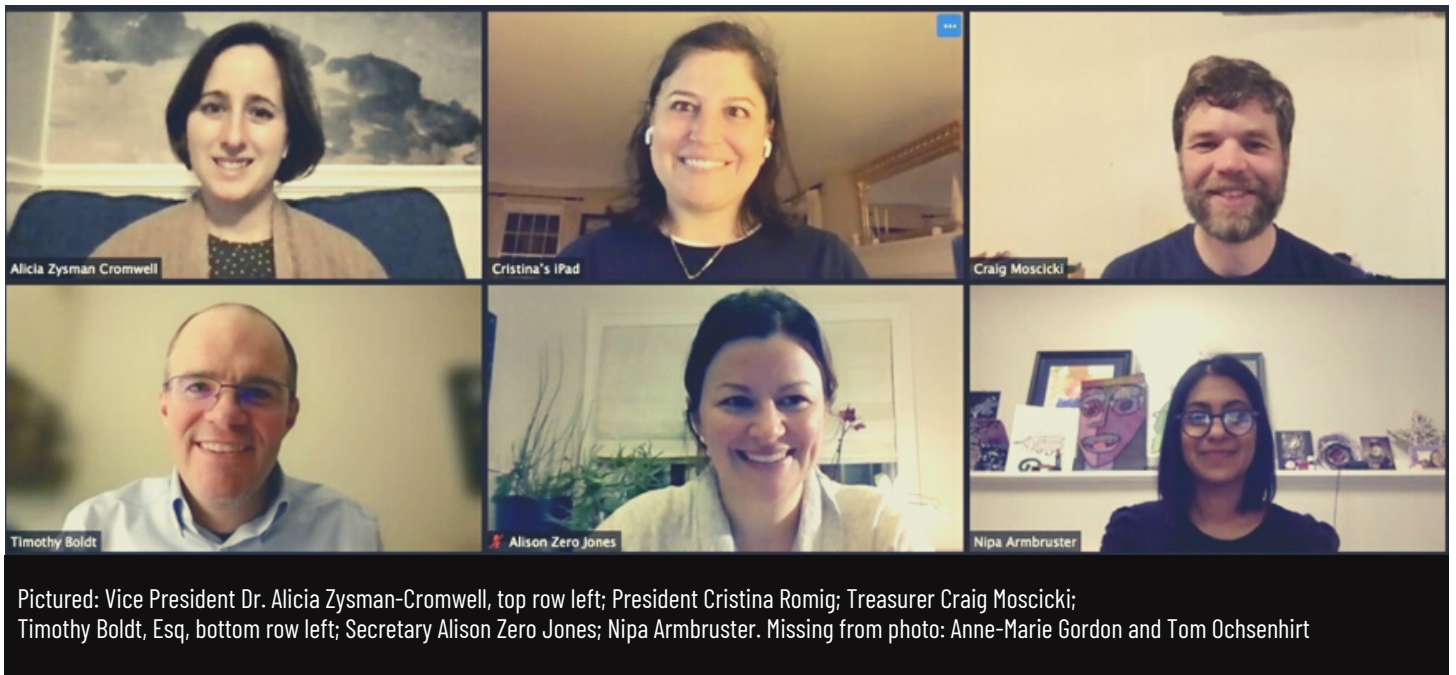 Alicia Zysman Cromwell
Cristina's iPad
Craig Moscicki
Timothy Boldt
Alison Zero Jones
Nipa Armbruster
Pictured: Vice President Dr. Alicia Zysman-Cromwell, top row left; President Cristina Romig; Treasurer Craig Moscicki;
Timothy Boldt, Esq, bottom row left; Secretary Alison Zero Jones; Nipa Armbruster. Missing from photo: Anne-Marie Gordon and Tom Ochsenhirt